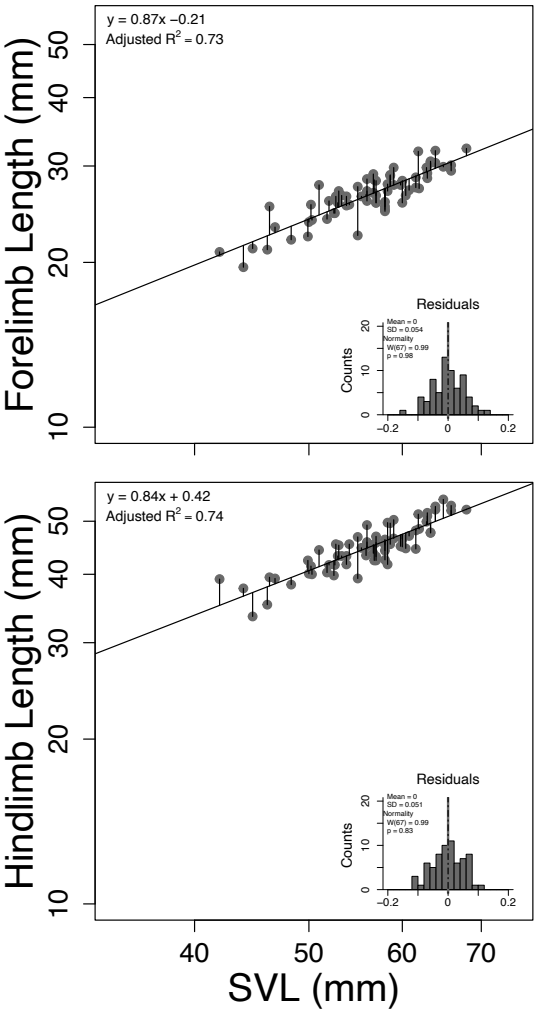 y = 0.87x −0.21
Adjusted R² = 0.73
Forelimb Length (mm)
50
40
30
20
10
Residuals
Counts
20
10
0
Mean = 0
SD = 0.054
Normality
W(67) = 0.99
p = 0.98
−0.2 0 0.2
y = 0.84x + 0.42
Adjusted R² = 0.74
Hindlimb Length (mm)
50
40
30
20
10
Residuals
Counts
20
10
0
Mean = 0
SD = 0.051
Normality
W(67) = 0.99
p = 0.83
−0.2 0 0.2
40 50 60 70
SVL (mm)